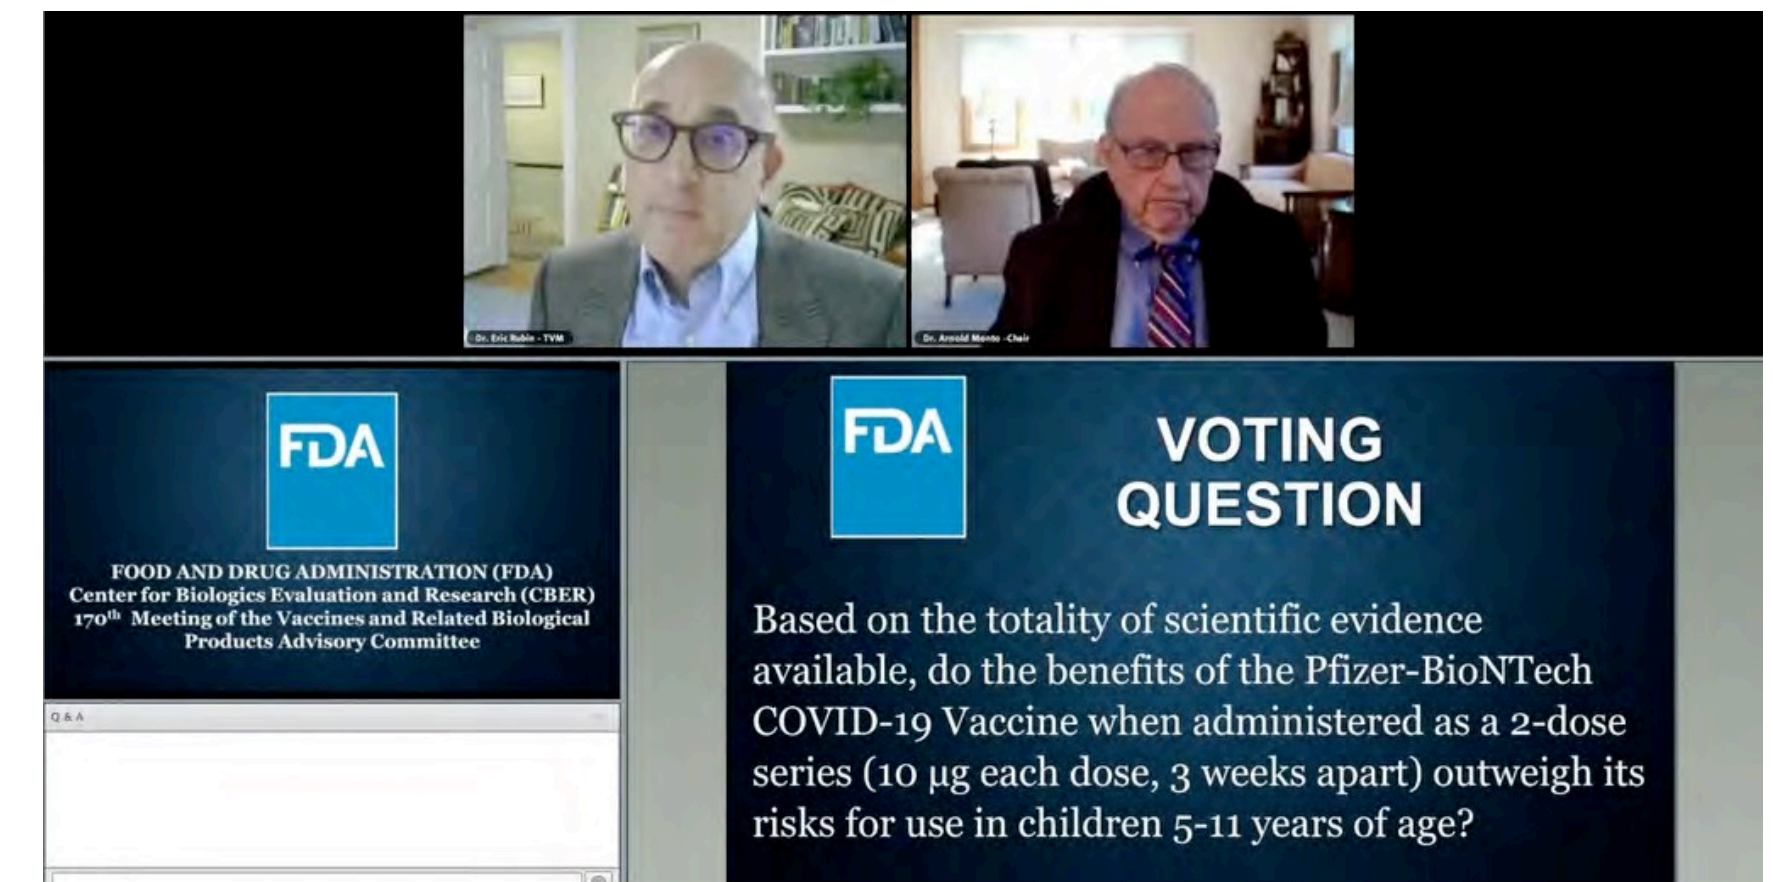 Dr. Eric Rubin - TVM
Dr. Arnold Monto -Chair
FDA
FOOD AND DRUG ADMINISTRATION (FDA)
Center for Biologics Evaluation and Research (CBER)
170th Meeting of the Vaccines and Related Biological
Products Advisory Committee
Q & A
FDA
VOTING
QUESTION
Based on the totality of scientific evidence
available, do the benefits of the Pfizer-BioNTech
COVID-19 Vaccine when administered as a 2-dose
series (10 µg each dose, 3 weeks apart) outweigh its
risks for use in children 5-11 years of age?